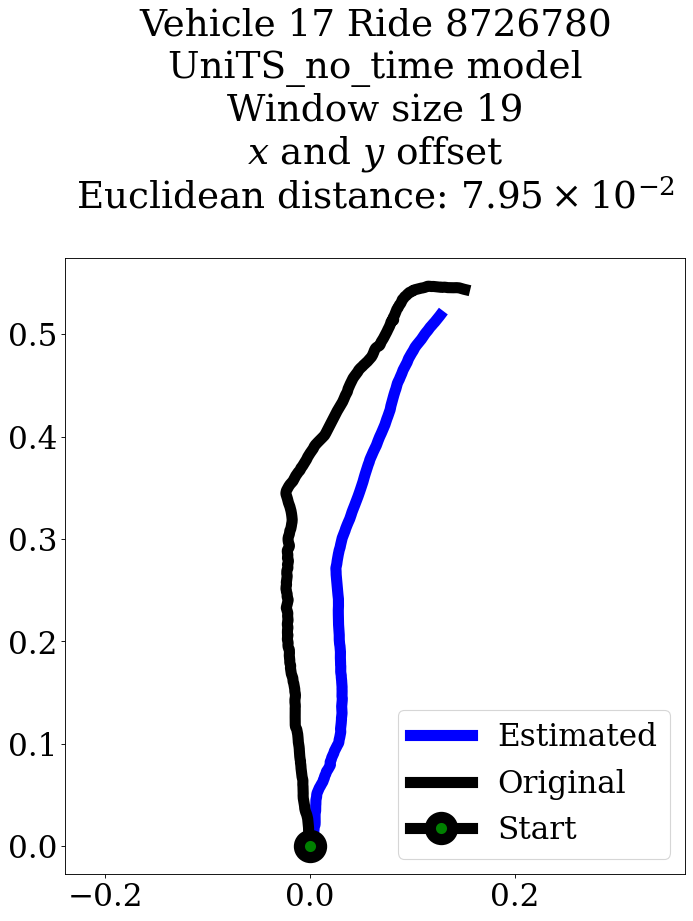 Vehicle 17 Ride 8726780
UniTS_no_time model
Window size 19
x and y offset
Euclidean distance: 7.95 × 10⁻²
0.5
0.4
0.3
0.2
0.1
0.0
−0.2
0.0
0.2
Estimated
Original
Start